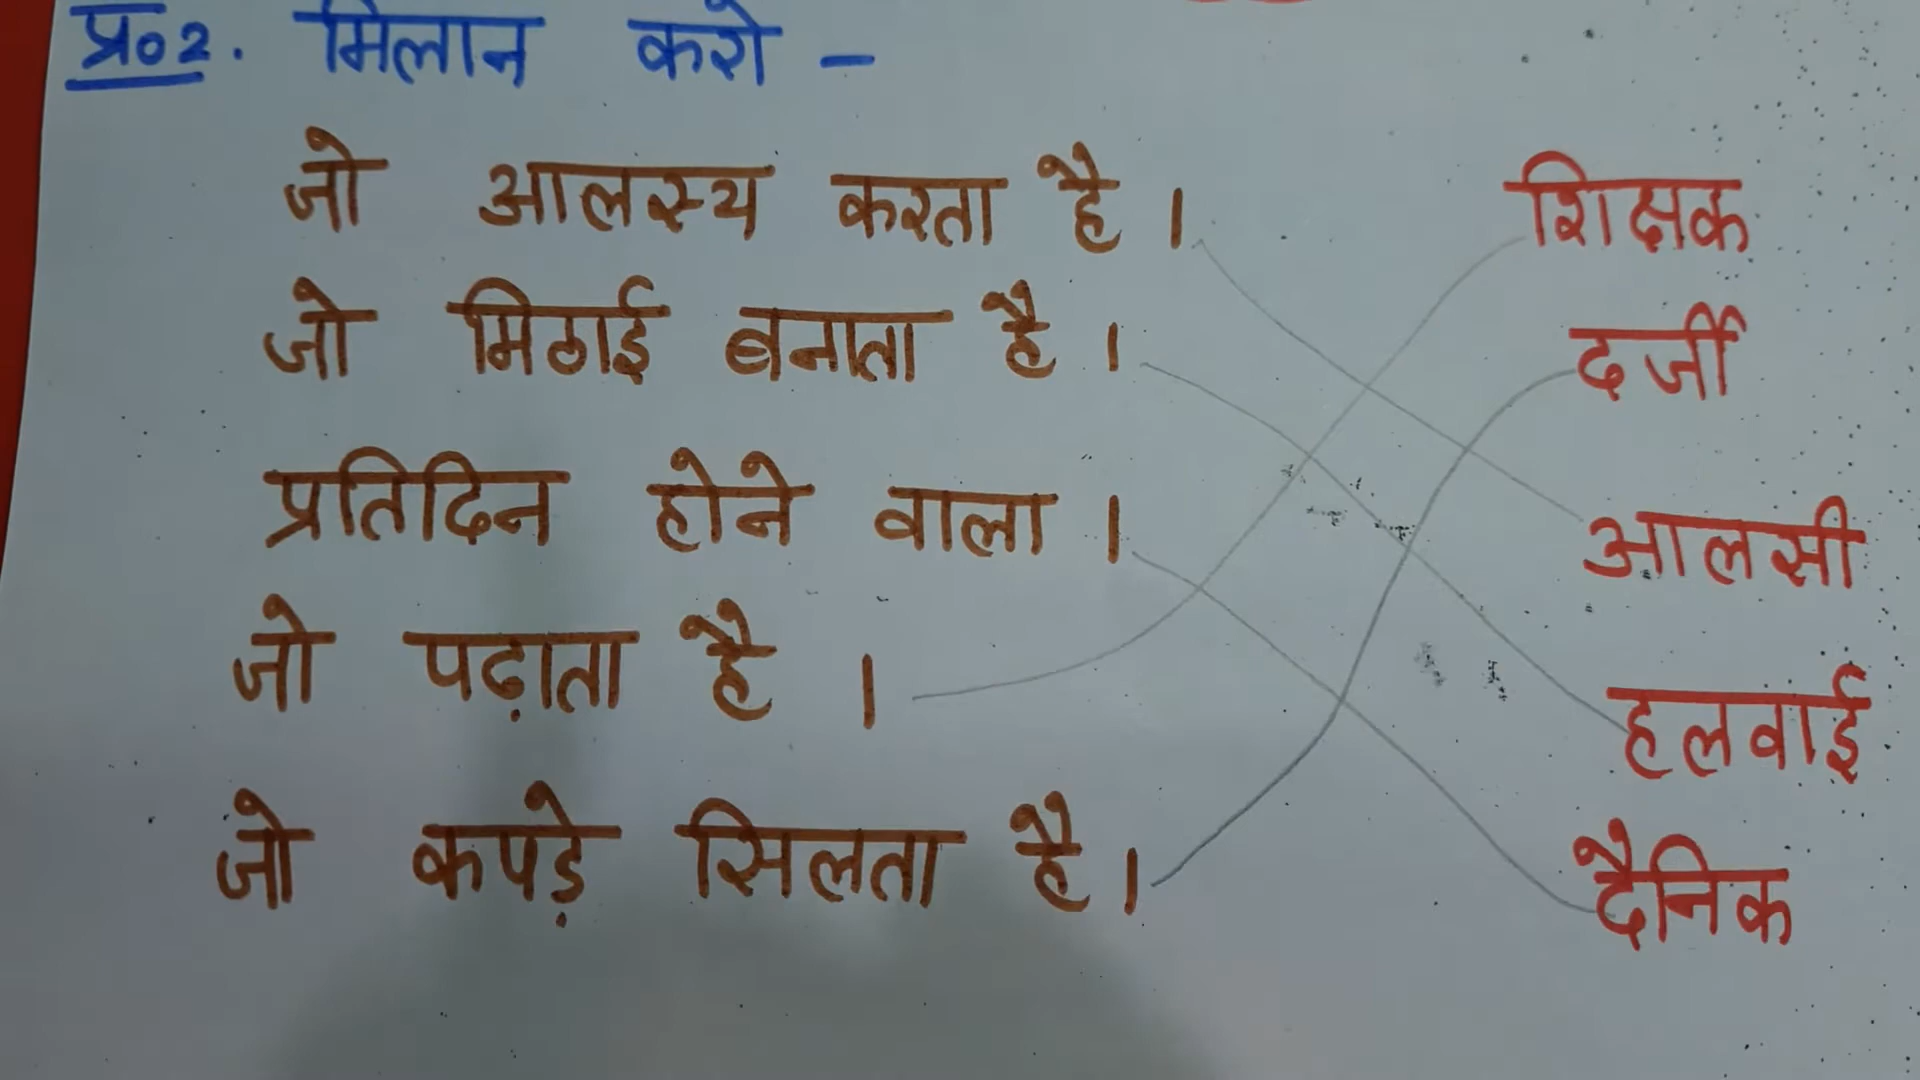 प्र०2. मिलान करो -
जो आलस्य करता है । शिक्षक
जो मिठाई बनाता है । दर्जी
प्रतिदिन होने वाला । आलसी
जो पढ़ाता है । हलवाई
जो कपड़े सिलता है । दैनिक